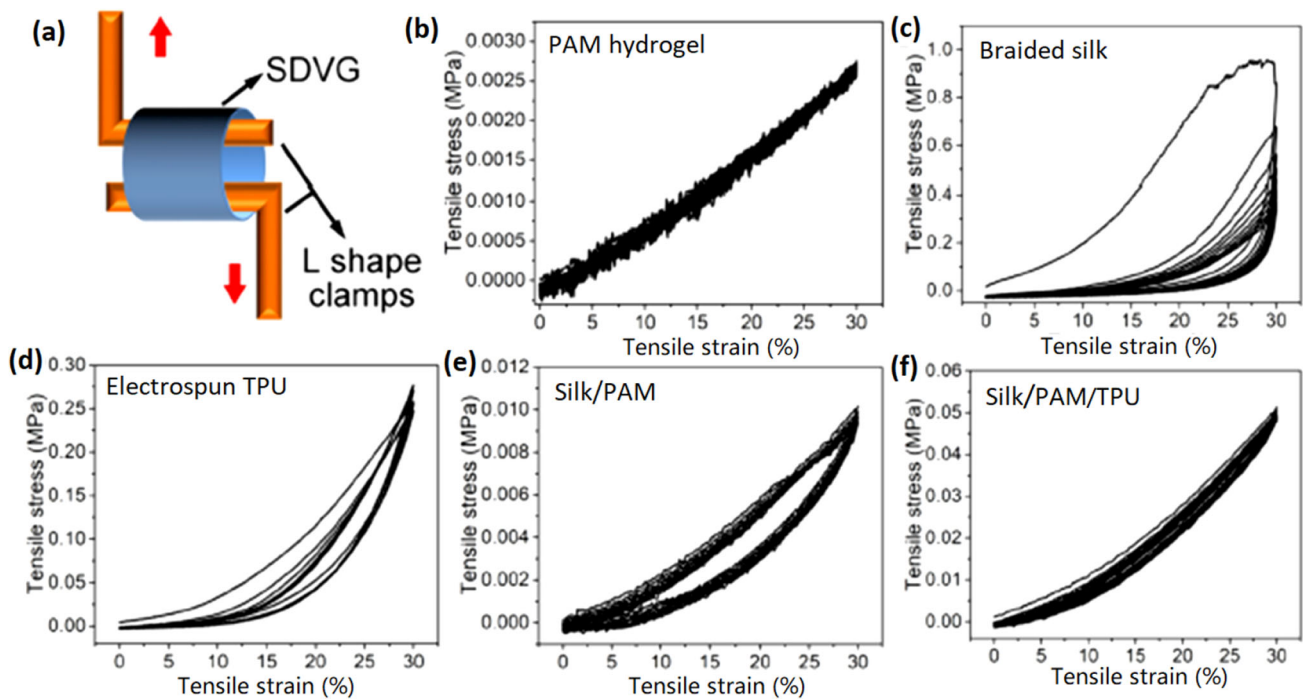 (a)
SDVG
L shape
clamps
(b)
PAM hydrogel
Tensile stress (MPa)
0.0030
0.0025
0.0020
0.0015
0.0010
0.0005
0.0000
0 5 10 15 20 25 30
Tensile strain (%)
(c)
Braided silk
Tensile stress (MPa)
1.0
0.8
0.6
0.4
0.2
0.0
0 5 10 15 20 25 30
Tensile strain (%)
(d)
Electrospun TPU
Tensile stress (MPa)
0.30
0.25
0.20
0.15
0.10
0.05
0.00
0 5 10 15 20 25 30
Tensile strain (%)
(e)
Silk/PAM
Tensile stress (MPa)
0.012
0.010
0.008
0.006
0.004
0.002
0.000
0 5 10 15 20 25 30
Tensile strain (%)
(f)
Silk/PAM/TPU
Tensile stress (MPa)
0.06
0.05
0.04
0.03
0.02
0.01
0.00
0 5 10 15 20 25 30
Tensile strain (%)